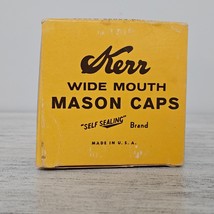 Kerr
WIDE MOUTH
MASON CAPS
"SELF SEALING" Brand
MADE IN U.S.A.